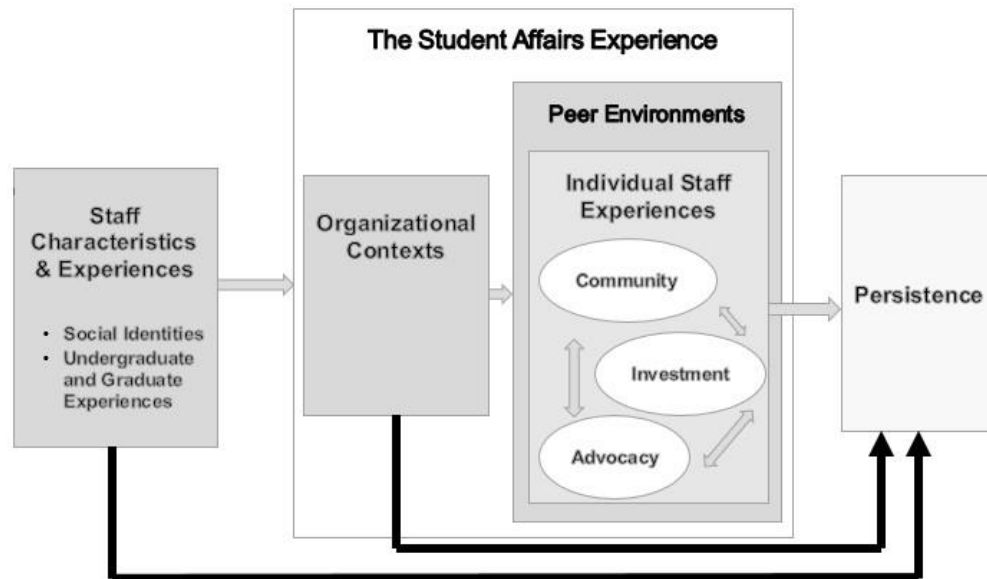 The Student Affairs Experience
Peer Environments
Staff
Characteristics
& Experiences
• Social Identities
• Undergraduate
and Graduate
Experiences
Organizational
Contexts
Individual Staff
Experiences
Community
Investment
Advocacy
Persistence